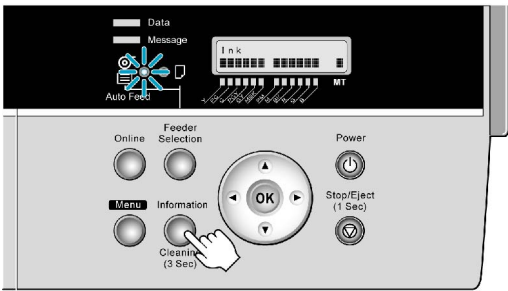 Data
Message
Ink
Auto Feed
MT
Online
Feeder
Selection
Power
OK
Stop/Eject
(1 Sec)
Menu
Information
(3 Sec)